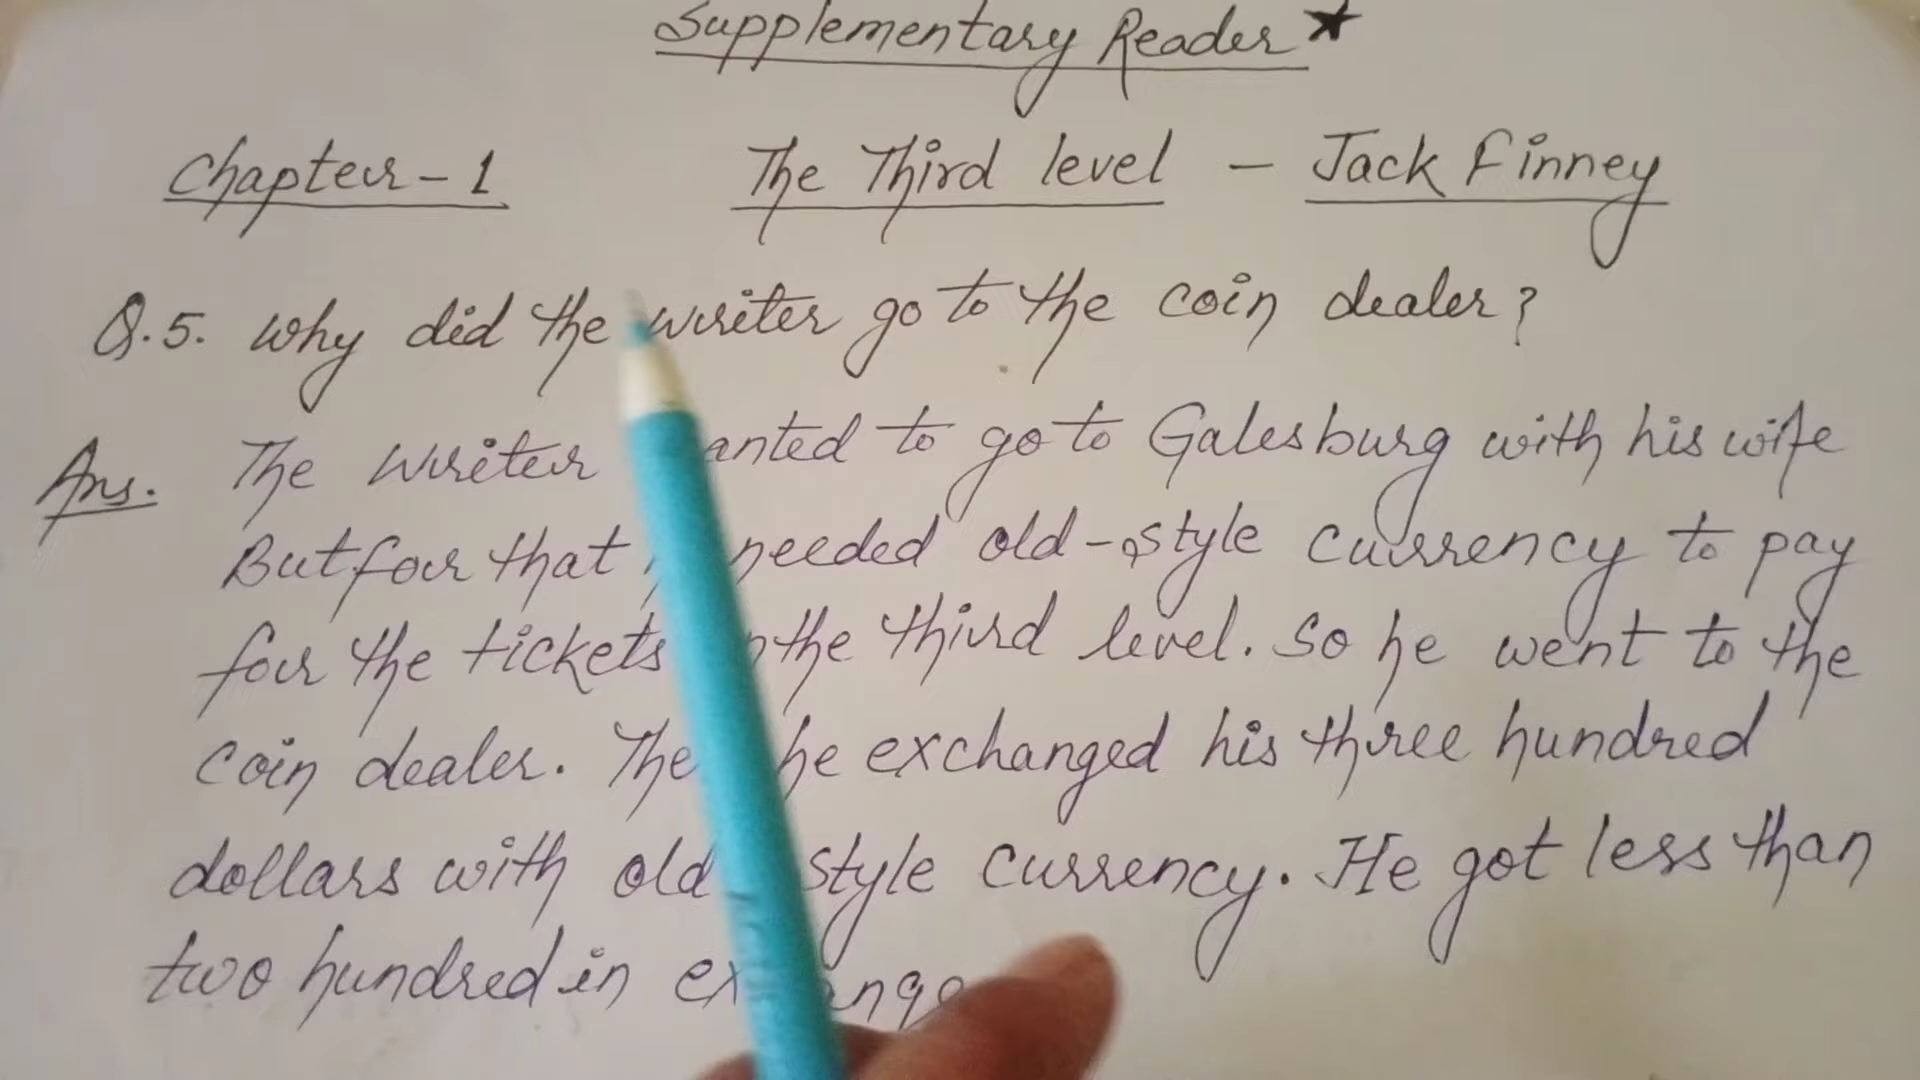 Supplementary Reader ★
Chapter - 1 The Third level - Jack Finney
Q.5. Why did the writer go to the coin dealer?
Ans. The writer to go to Galesburg with his wife
But for that needed old-style currency to pay
for the tickets the third level. So he went to the
coin dealer. he exchanged his three hundred
dollars with old style currency. He got less than
two hundred in